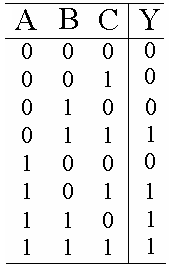 A B C Y
0 0 0 0
0 0 1 0
0 1 0 0
0 1 1 1
1 0 0 0
1 0 1 1
1 1 0 1
1 1 1 1